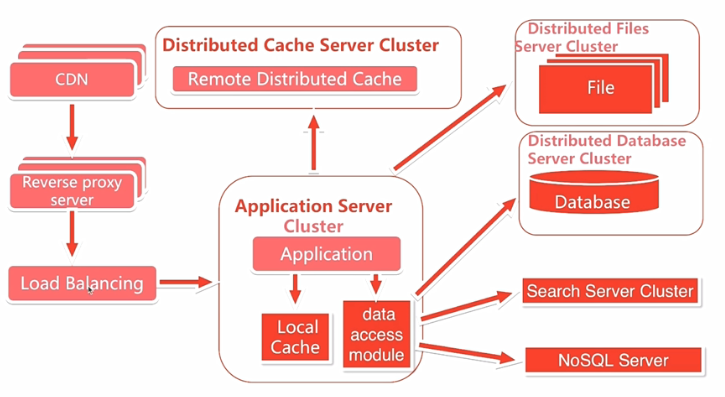 Distributed Cache Server Cluster
Remote Distributed Cache
CDN
Reverse proxy
server
Load Balancing
Application Server
Cluster
Application
Local
Cache
data
access
module
Distributed Files
Server Cluster
File
Distributed Database
Server Cluster
Database
Search Server Cluster
NoSQL Server